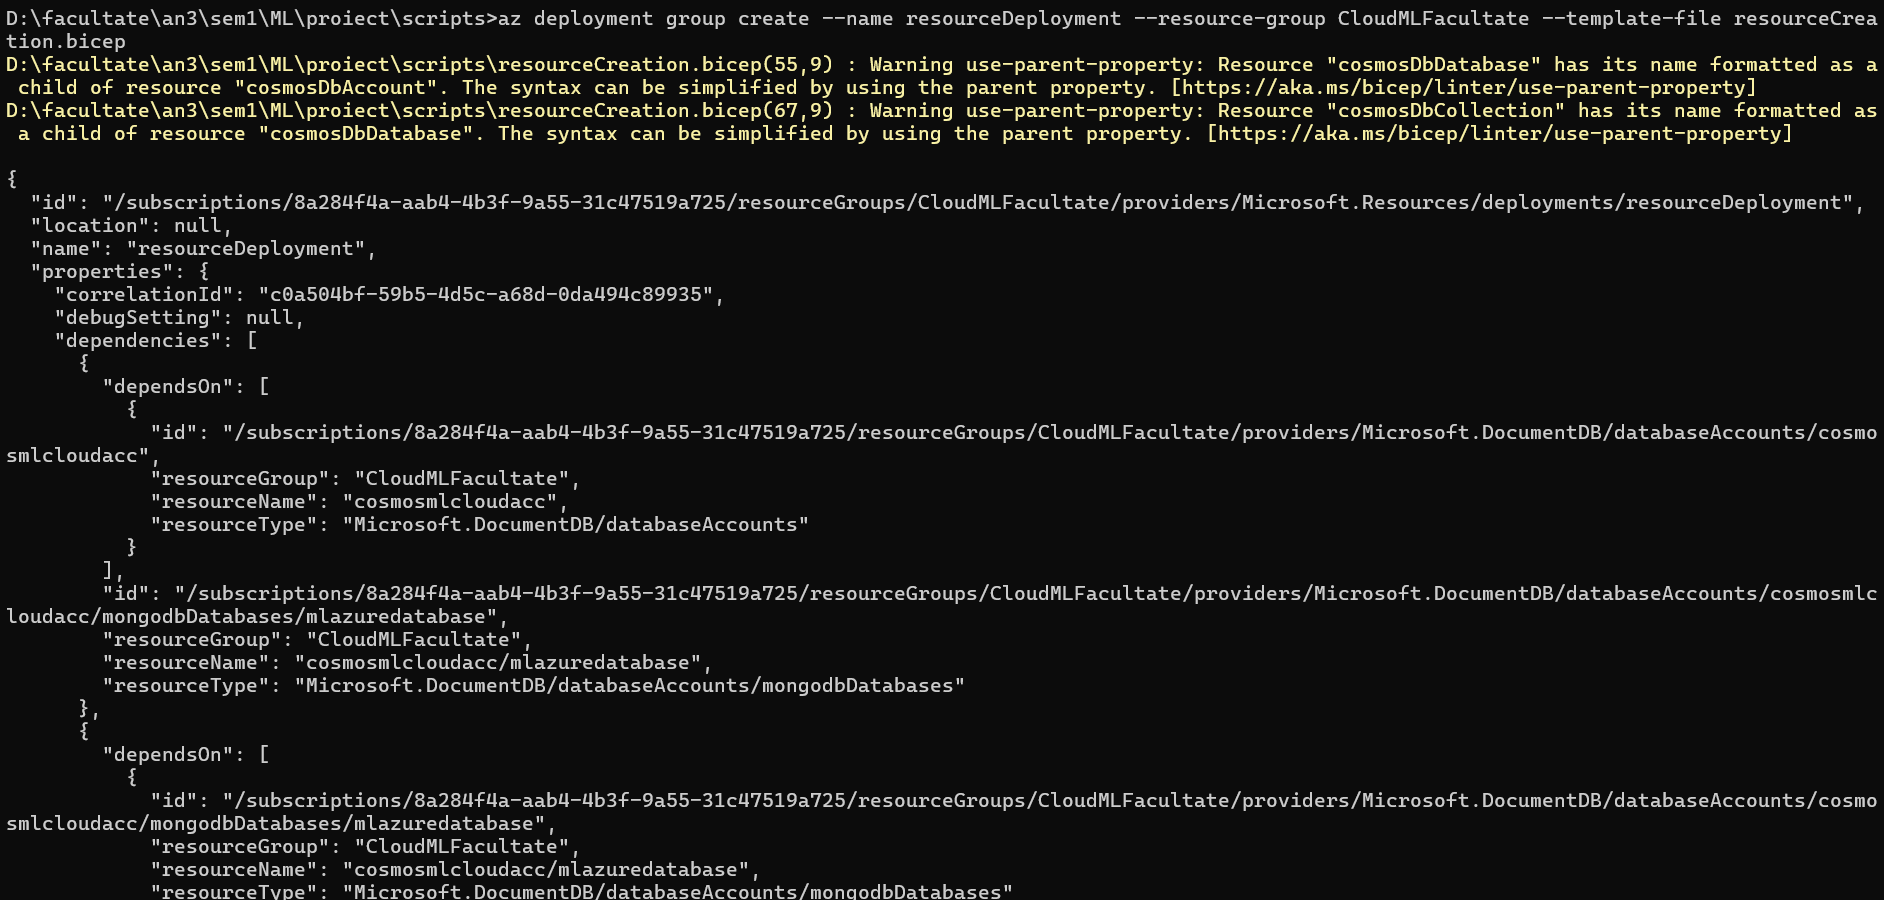 D:\facultate\an3\sem1\ML\proiect\scripts>az deployment group create --name resourceDeployment --resource-group CloudMLFacultate --template-file resourceCrea
tion.bicep
D:\facultate\an3\sem1\ML\proiect\scripts\resourceCreation.bicep(55,9) : Warning use-parent-property: Resource "cosmosDbDatabase" has its name formatted as a
 child of resource "cosmosDbAccount". The syntax can be simplified by using the parent property. [https://aka.ms/bicep/linter/use-parent-property]
D:\facultate\an3\sem1\ML\proiect\scripts\resourceCreation.bicep(67,9) : Warning use-parent-property: Resource "cosmosDbCollection" has its name formatted as
 a child of resource "cosmosDbDatabase". The syntax can be simplified by using the parent property. [https://aka.ms/bicep/linter/use-parent-property]

{
  "id": "/subscriptions/8a284f4a-aab4-4b3f-9a55-31c47519a725/resourceGroups/CloudMLFacultate/providers/Microsoft.Resources/deployments/resourceDeployment",
  "location": null,
  "name": "resourceDeployment",
  "properties": {
    "correlationId": "c0a504bf-59b5-4d5c-a68d-0da494c89935",
    "debugSetting": null,
    "dependencies": [
      {
        "dependsOn": [
          {
            "id": "/subscriptions/8a284f4a-aab4-4b3f-9a55-31c47519a725/resourceGroups/CloudMLFacultate/providers/Microsoft.DocumentDB/databaseAccounts/cosmo
smlcloudacc",
            "resourceGroup": "CloudMLFacultate",
            "resourceName": "cosmosmlcloudacc",
            "resourceType": "Microsoft.DocumentDB/databaseAccounts"
          }
        ],
        "id": "/subscriptions/8a284f4a-aab4-4b3f-9a55-31c47519a725/resourceGroups/CloudMLFacultate/providers/Microsoft.DocumentDB/databaseAccounts/cosmosmlc
loudacc/mongodbDatabases/mlazuredatabase",
        "resourceGroup": "CloudMLFacultate",
        "resourceName": "cosmosmlcloudacc/mlazuredatabase",
        "resourceType": "Microsoft.DocumentDB/databaseAccounts/mongodbDatabases"
      },
      {
        "dependsOn": [
          {
            "id": "/subscriptions/8a284f4a-aab4-4b3f-9a55-31c47519a725/resourceGroups/CloudMLFacultate/providers/Microsoft.DocumentDB/databaseAccounts/cosmo
smlcloudacc/mongodbDatabases/mlazuredatabase",
            "resourceGroup": "CloudMLFacultate",
            "resourceName": "cosmosmlcloudacc/mlazuredatabase",
            "resourceType": "Microsoft.DocumentDB/databaseAccounts/mongodbDatabases"